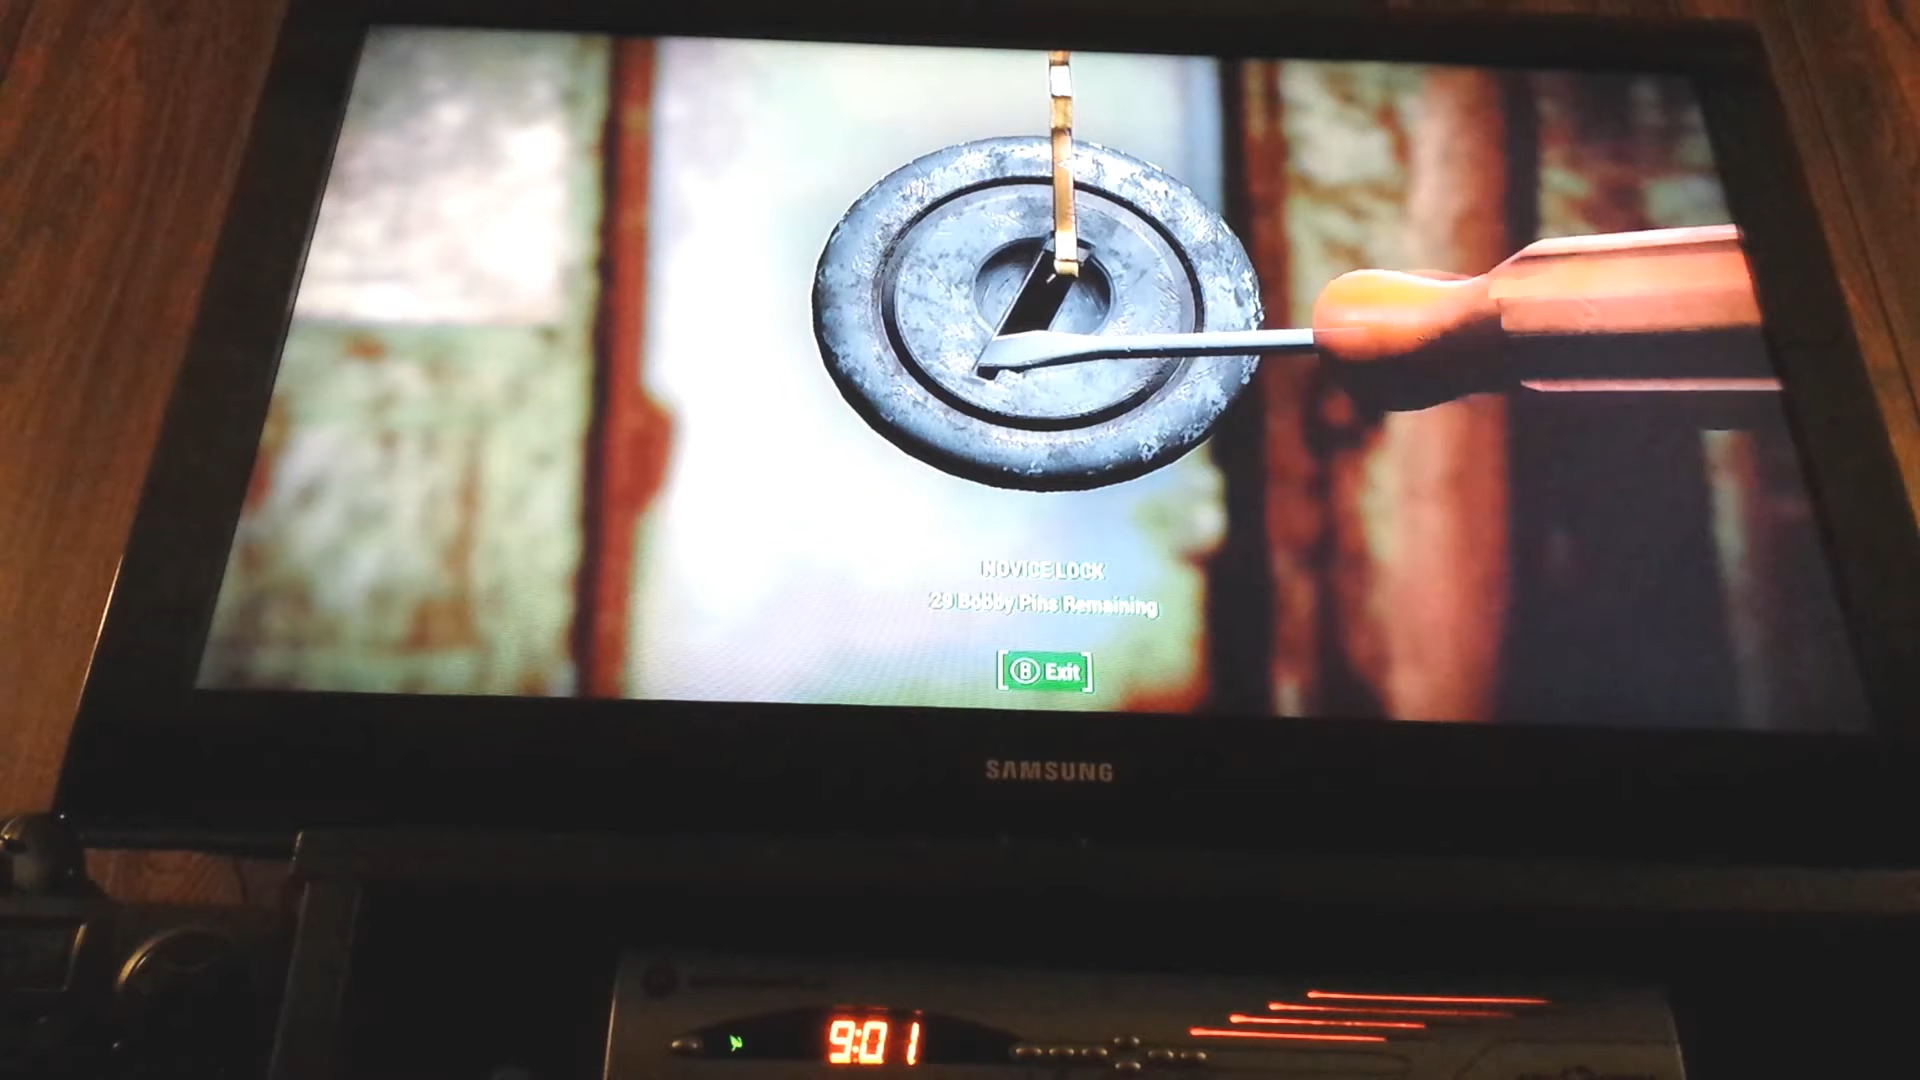 NOVICE LOCK
29 Bobby Pins Remaining
B Exit
SAMSUNG
9:01